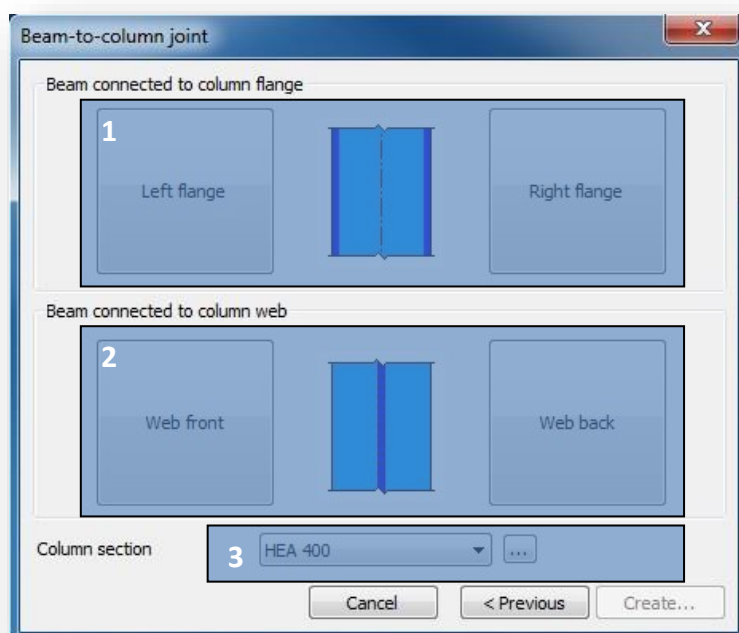 Beam-to-column joint
x
Beam connected to column flange
1
Left flange
Right flange
Beam connected to column web
2
Web front
Web back
Column section
3
HEA 400
...
Cancel
< Previous
Create...